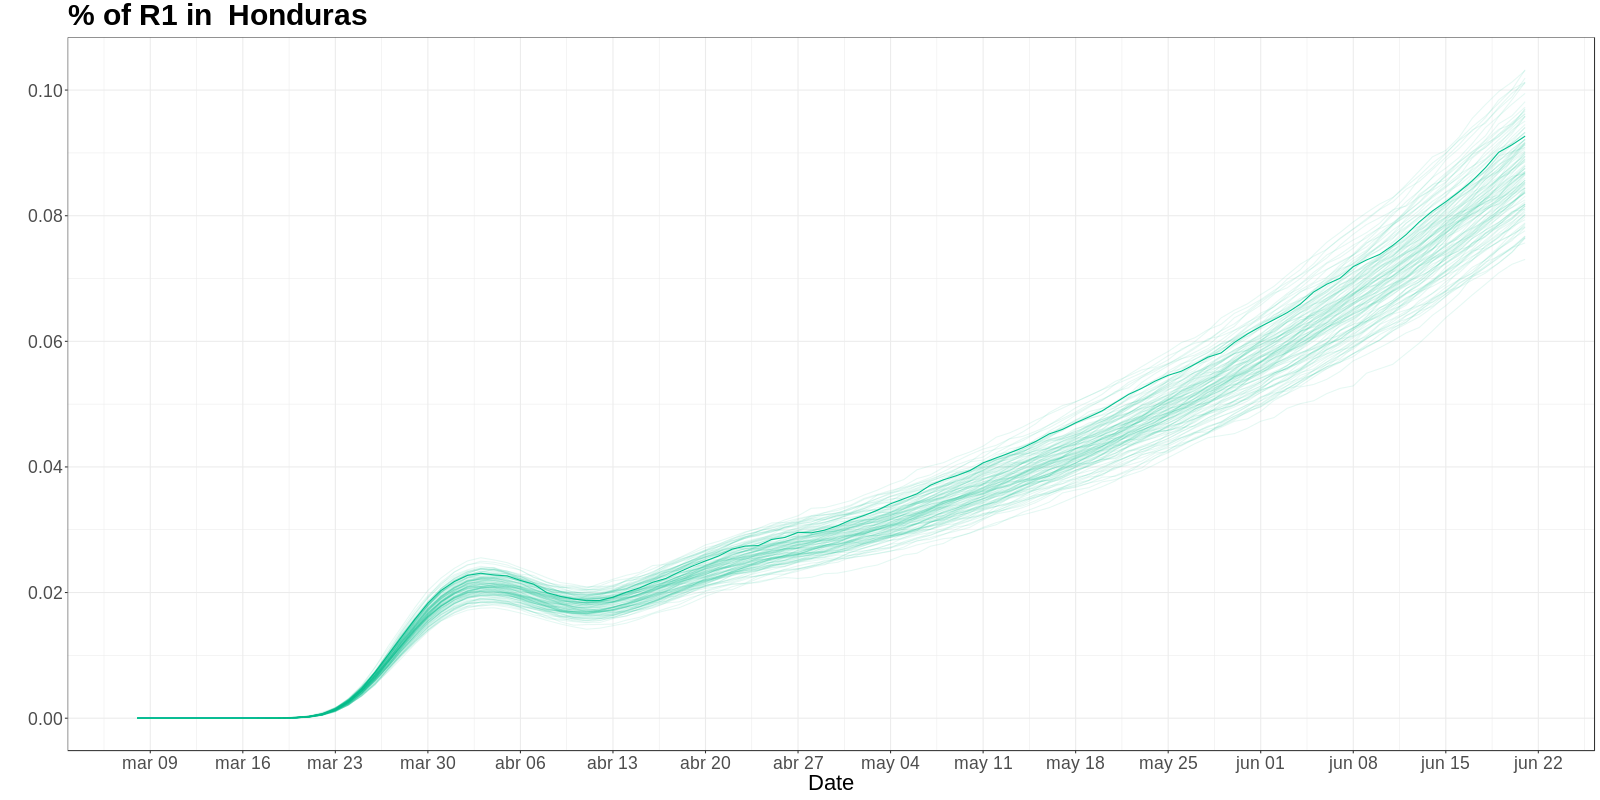 % of R1 in  Honduras
0.10
0.08
0.06
0.04
0.02
0.00
mar 09 mar 16 mar 23 mar 30 abr 06 abr 13 abr 20 abr 27 may 04 may 11 may 18 may 25 jun 01 jun 08 jun 15 jun 22
Date